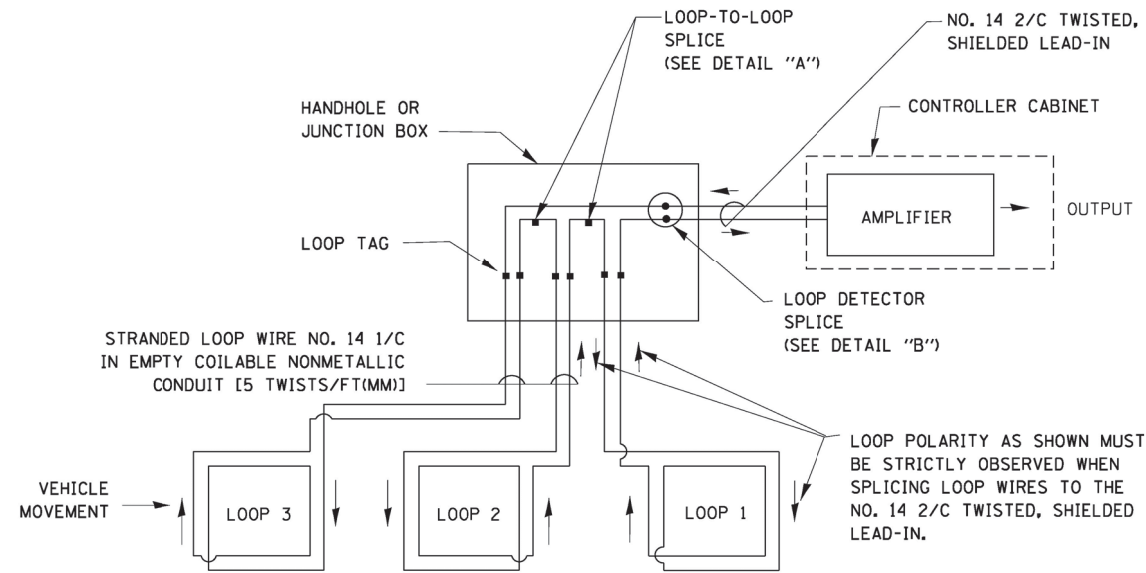 LOOP-TO-LOOP
SPLICE
(SEE DETAIL "A")
NO. 14 2/C TWISTED,
SHIELDED LEAD-IN
HANDHOLE OR
JUNCTION BOX
CONTROLLER CABINET
AMPLIFIER
OUTPUT
LOOP TAG
LOOP DETECTOR
SPLICE
(SEE DETAIL "B")
STRANDED LOOP WIRE NO. 14 1/C
IN EMPTY COILABLE NONMETALLIC
CONDUIT [5 TWISTS/FT(MM)]
LOOP POLARITY AS SHOWN MUST
BE STRICTLY OBSERVED WHEN
SPLICING LOOP WIRES TO THE
NO. 14 2/C TWISTED, SHIELDED
LEAD-IN.
VEHICLE
MOVEMENT
LOOP 3
LOOP 2
LOOP 1